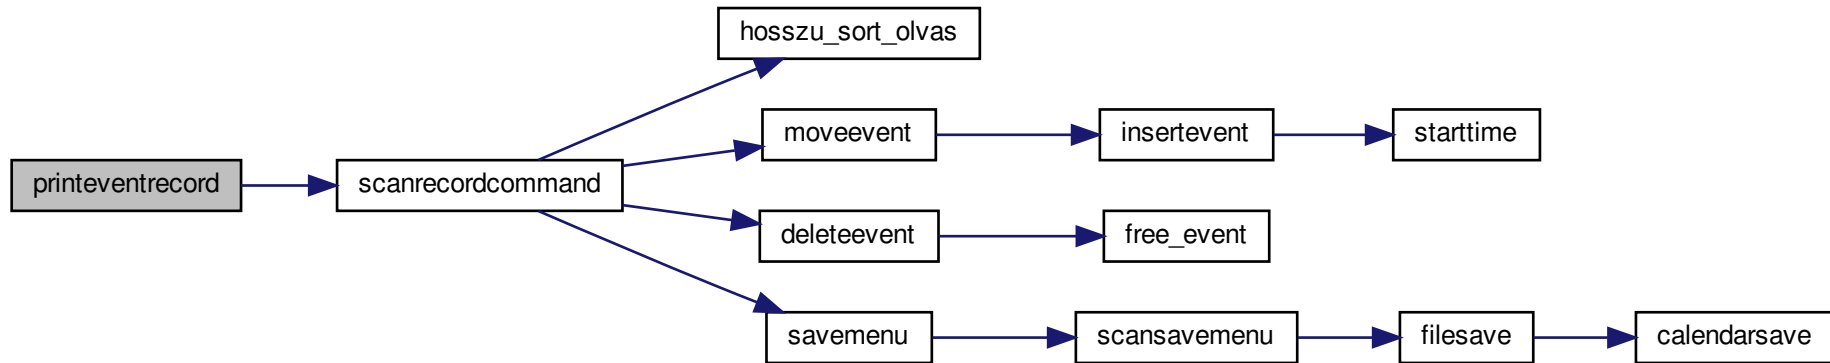 hosszu_sort_olvas
moveevent
insertevent
starttime
printeventrecord
scanrecordcommand
deleteevent
free_event
savemenu
scansavemenu
filesave
calendarsave